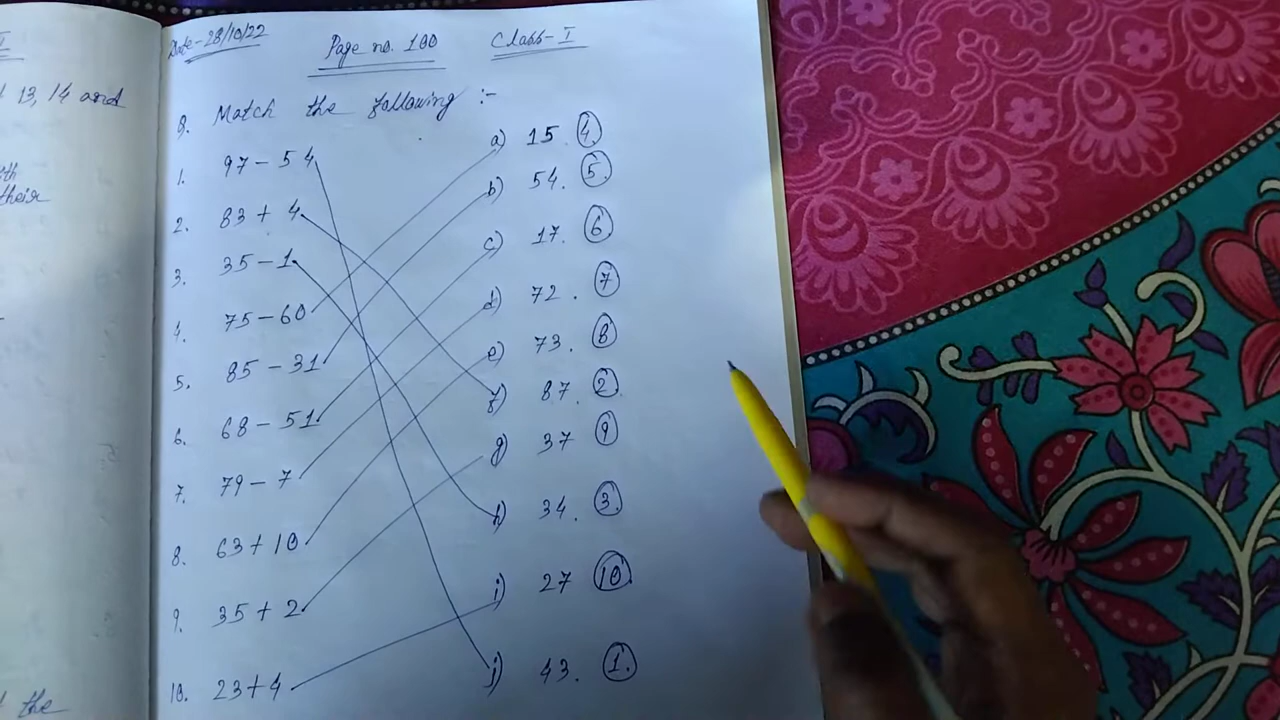 I
13, 14 and
their
the
Date-28/10/22 Page no. 100 Class-I
9. Match the following :-
1. 97-54 a) 15. 4.
2. 83+4 b) 54. 5.
3. 35-1 c) 17. 6
4. 75-60 d) 72. 7
5. 85-31 e) 73. 8
6. 68-51 f) 87. 2.
7. 79-7 g) 37 9
8. 63+10 h) 34. 3.
9. 35+2 i) 27 10.
10. 23+4 j) 43. 1.